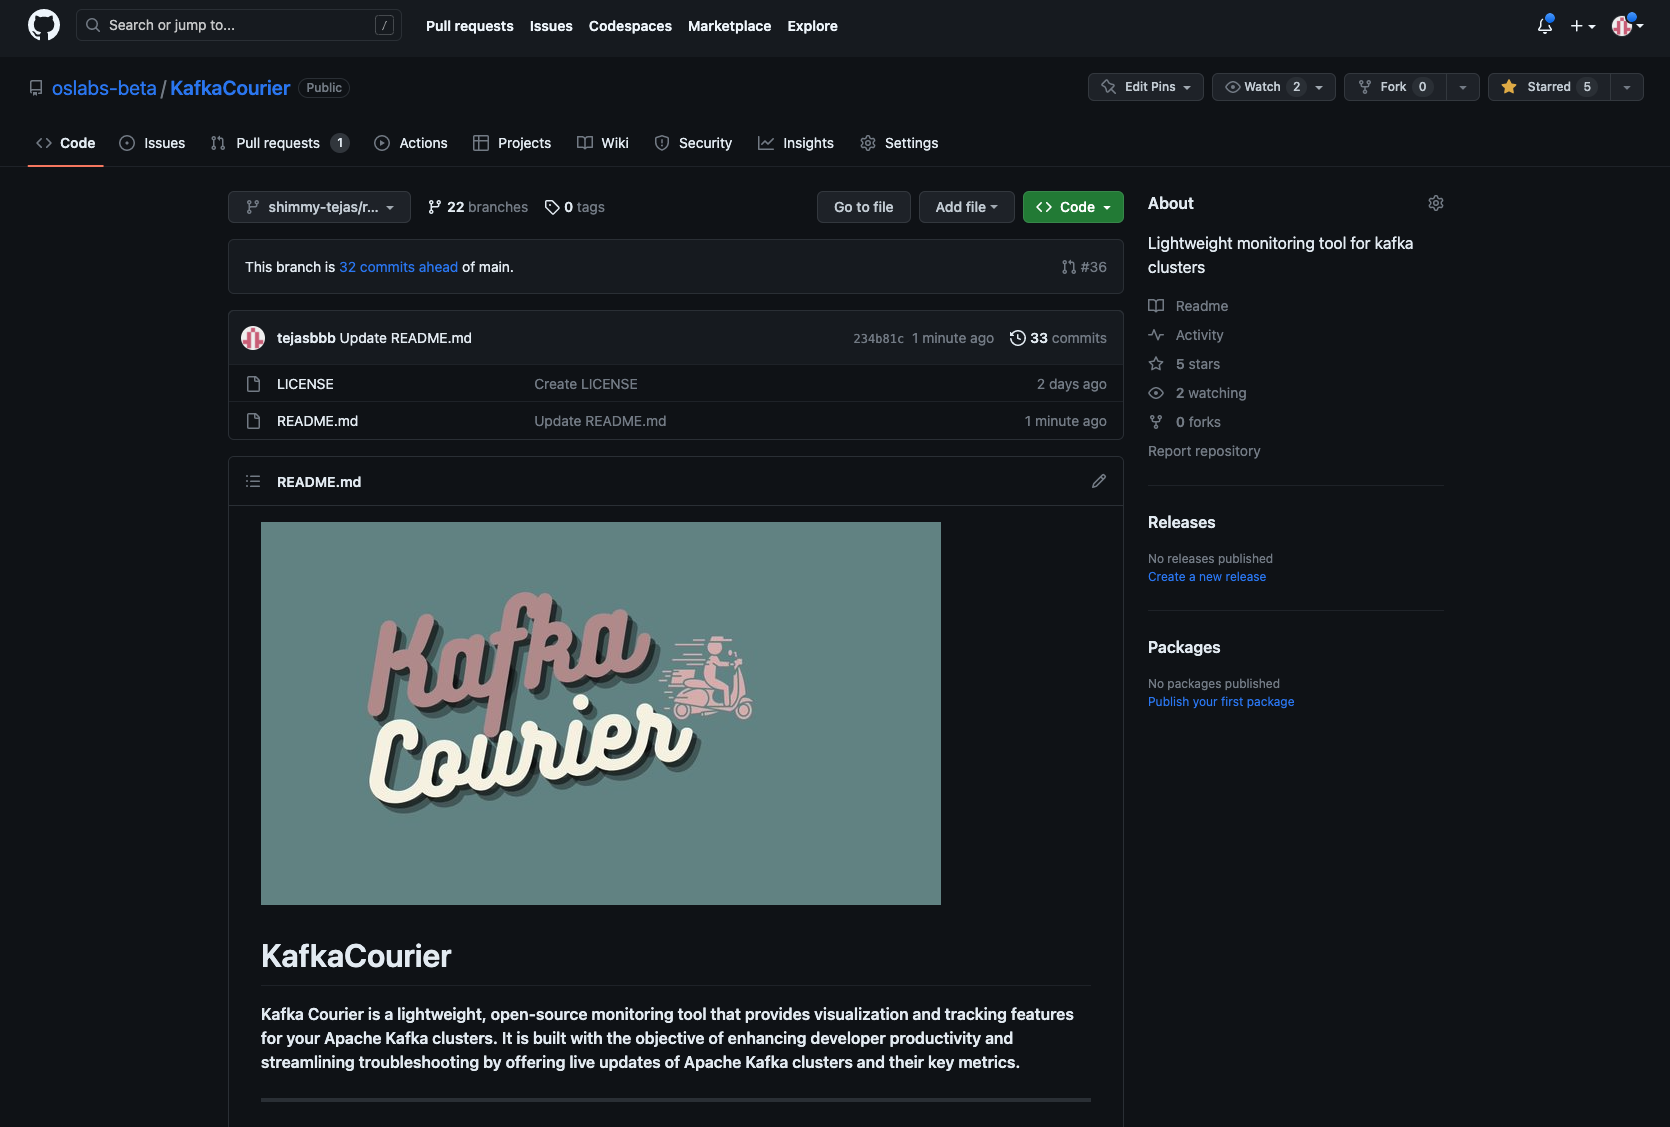 Search or jump to...
/
Pull requests
Issues
Codespaces
Marketplace
Explore
oslabs-beta / KafkaCourier
Public
Edit Pins
Watch 2
Fork 0
Starred 5
Code
Issues
Pull requests 1
Actions
Projects
Wiki
Security
Insights
Settings
shimmy-tejas/r...
22 branches
0 tags
Go to file
Add file
Code
This branch is 32 commits ahead of main.
#36
tejasbbb Update README.md
234b81c 1 minute ago
33 commits
LICENSE
Create LICENSE
2 days ago
README.md
Update README.md
1 minute ago
README.md
Kafka
Courier
KafkaCourier
Kafka Courier is a lightweight, open-source monitoring tool that provides visualization and tracking features
for your Apache Kafka clusters. It is built with the objective of enhancing developer productivity and
streamlining troubleshooting by offering live updates of Apache Kafka clusters and their key metrics.
About
Lightweight monitoring tool for kafka
clusters
Readme
Activity
5 stars
2 watching
0 forks
Report repository
Releases
No releases published
Create a new release
Packages
No packages published
Publish your first package